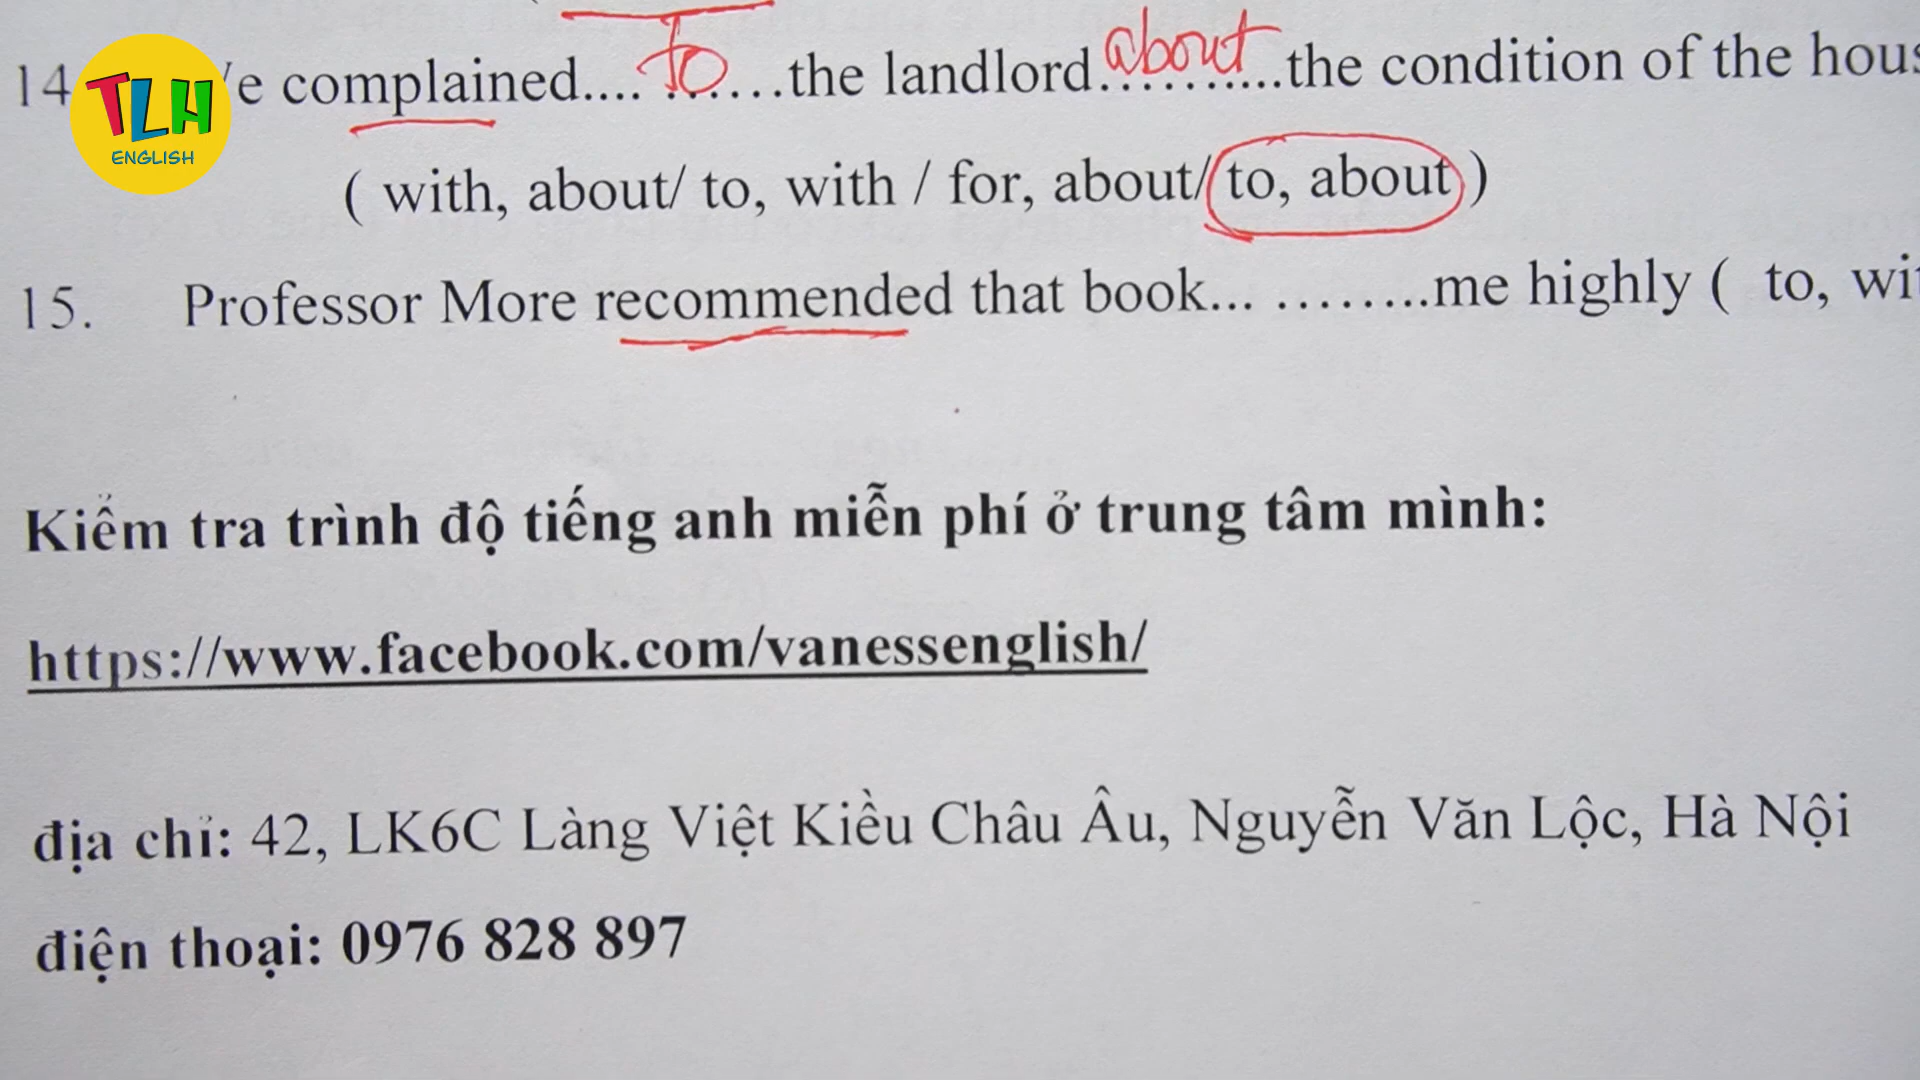 to about
14 complained.... ......the landlord..........the condition of the
TLH
ENGLISH
( with, about/ to, with / for, about/ to, about )
15. Professor More recommended that book... ........me highly ( to,
Kiểm tra trình độ tiếng anh miễn phí ở trung tâm mình:
https://www.facebook.com/vanessenglish/
địa chỉ: 42, LK6C Làng Việt Kiều Châu Âu, Nguyễn Văn Lộc, Hà Nội
điện thoại: 0976 828 897